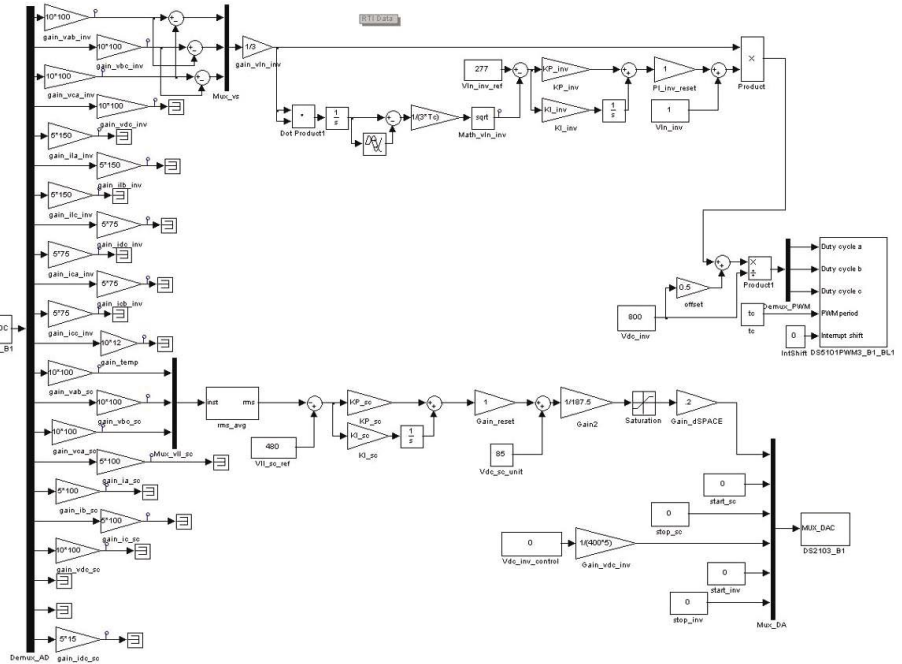 RTI Data
10*100
gain_vab_inv
10*100
gain_vbc_inv
10*100
gain_vca_inv
10*100
gain_vdc_inv
5*150
gain_ila_inv
5*150
gain_ilb_inv
5*150
gain_ilc_inv
5*75
gain_idc_inv
5*75
gain_ica_inv
5*75
gain_icb_inv
5*75
gain_icc_inv
10*12
gain_temp
10*100
gain_vab_sc
10*100
gain_vbc_sc
10*100
gain_vca_sc
5*100
gain_ia_sc
5*100
gain_ib_sc
5*100
gain_ic_sc
10*100
gain_vdc_sc
5*15
gain_idc_sc
Demux_AD
DC
_B1
Mux_vs
1/3
gain_vln_inv
Dot Product1
1
s
1/(3*Tc)
sqrt
Math_vln_inv
277
Vln_inv_ref
KP_inv
KP_inv
KI_inv
KI_inv
1
s
1
PI_inv_reset
1
Vln_inv
×
Product
0.5
offset
800
Vdc_inv
×
÷
Product1
Demux_PWM
tc
tc
0
IntShift
Duty cycle a
Duty cycle b
Duty cycle c
PWM period
Interrupt shift
DS5101PWM3_B1_BL1
Mux_vll_sc
inst rms
rms_avg
480
Vll_sc_ref
KP_sc
KP_sc
KI_sc
KI_sc
1
s
1
Gain_reset
85
Vdc_sc_unit
1/187.5
Gain2
Saturation
.2
Gain_dSPACE
0
start_sc
0
stop_sc
0
Vdc_inv_control
1/(400*5)
Gain_vdc_inv
0
start_inv
0
stop_inv
Mux_DA
MUX_DAC
DS2103_B1